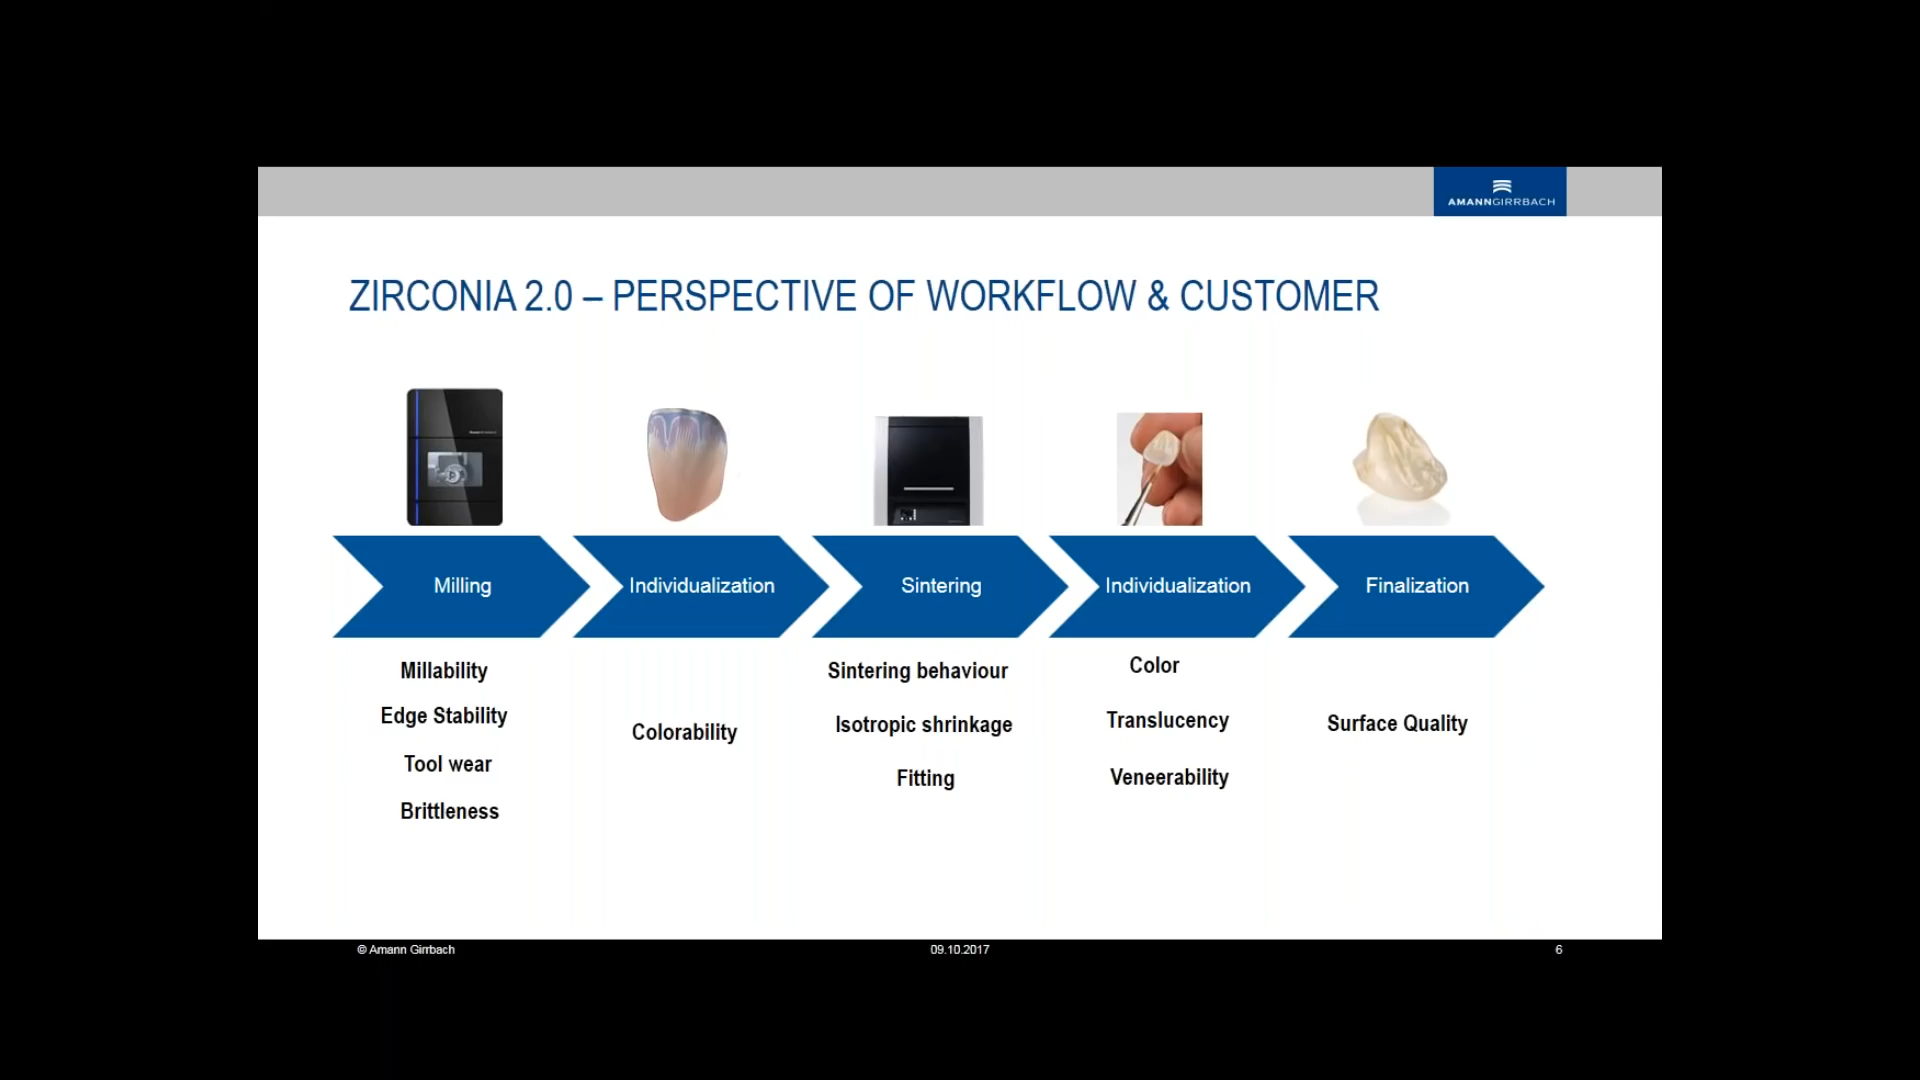 AMANNGIRRBACH
ZIRCONIA 2.0 – PERSPECTIVE OF WORKFLOW & CUSTOMER
Milling
Individualization
Sintering
Individualization
Finalization
Millability
Edge Stability
Tool wear
Brittleness
Colorability
Sintering behaviour
Isotropic shrinkage
Fitting
Color
Translucency
Veneerability
Surface Quality
© Amann Girrbach
09.10.2017
6